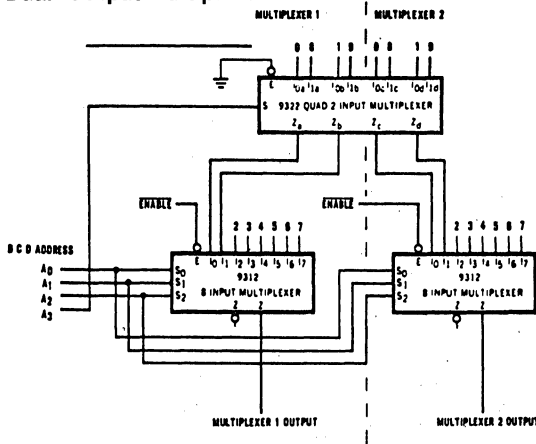 MULTIPLEXER 1 MULTIPLEXER 2
0 8 1 9 0 8 1 9
E I0a I1a I0b I1b I0c I1c I0d I1d
S 9322 QUAD 2 INPUT MULTIPLEXER
Za Zb Zc Zd
ENABLE ENABLE
2 3 4 5 6 7 2 3 4 5 6 7
BCD ADDRESS
E I0 I1 I2 I3 I4 I5 I6 I7 E I0 I1 I2 I3 I4 I5 I6 I7
A0 S0 9312 S0 9312
A1 S1 8 INPUT MULTIPLEXER S1 8 INPUT MULTIPLEXER
A2 S2 Z Z S2 Z Z
A3
MULTIPLEXER 1 OUTPUT MULTIPLEXER 2 OUTPUT